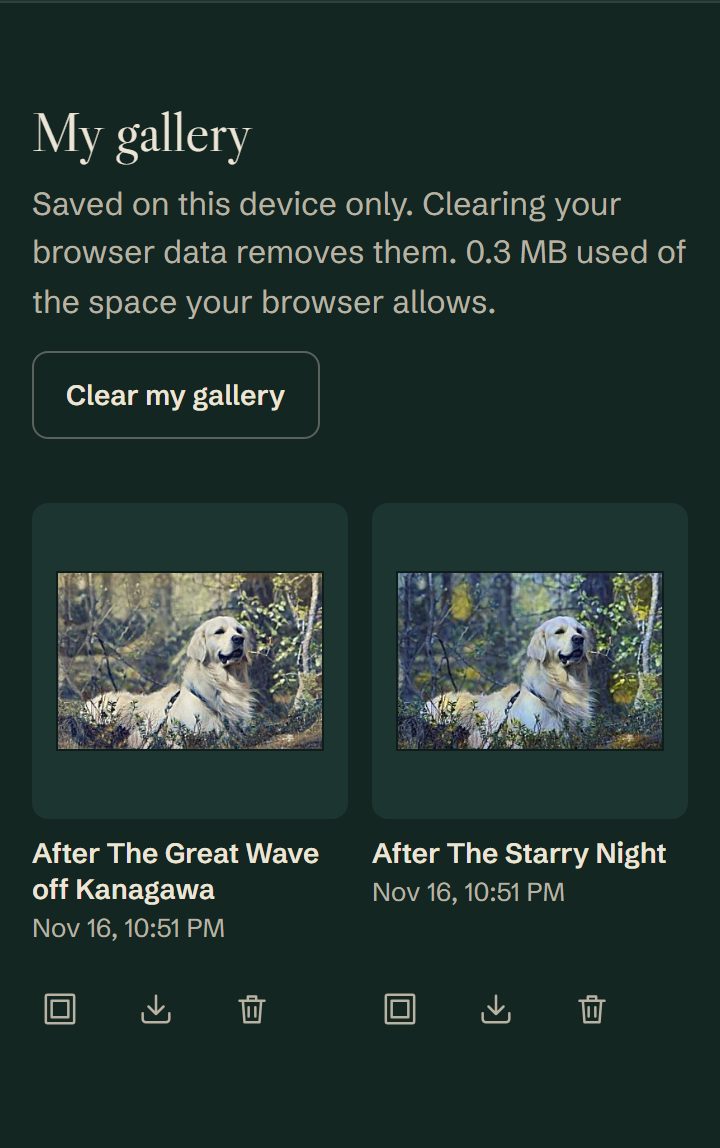 My gallery
Saved on this device only. Clearing your
browser data removes them. 0.3 MB used of
the space your browser allows.
Clear my gallery
After The Great Wave
off Kanagawa
Nov 16, 10:51 PM
After The Starry Night
Nov 16, 10:51 PM